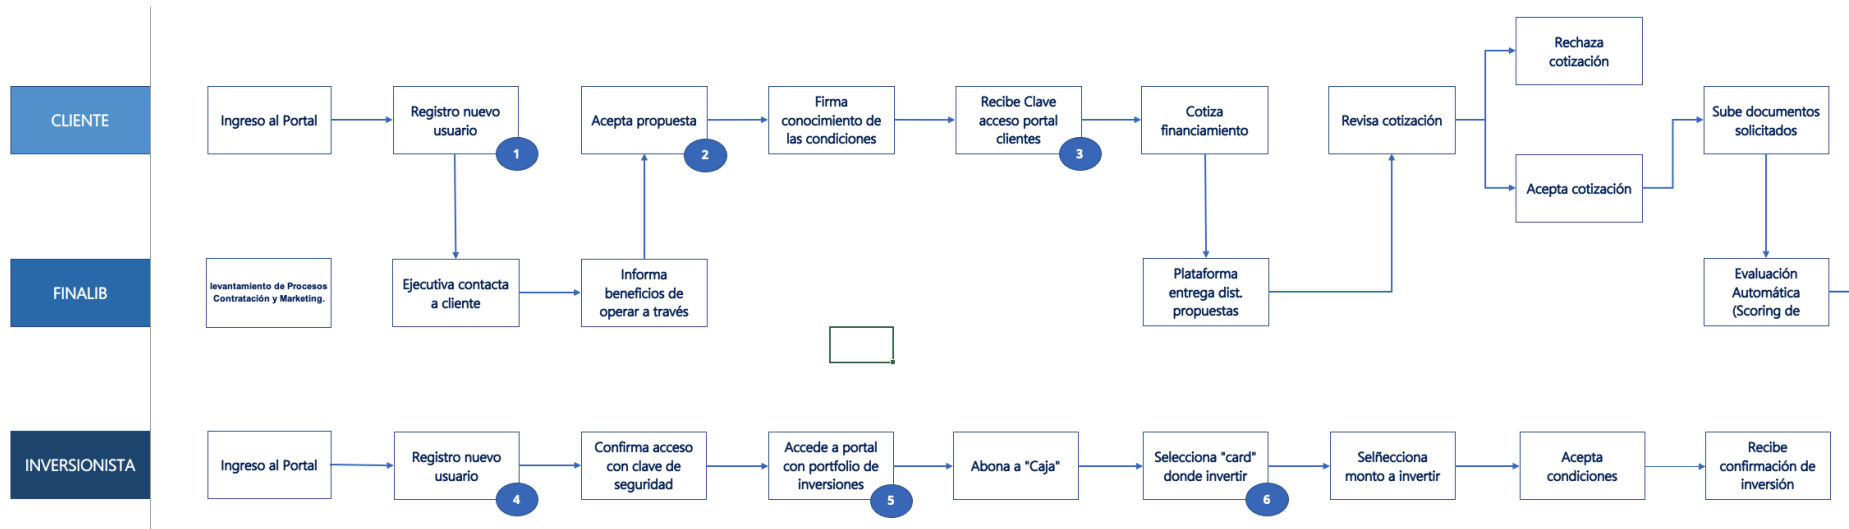 Rechaza
cotización
CLIENTE
Ingreso al Portal
Registro nuevo
usuario
1
Acepta propuesta
2
Firma
conocimiento de
las condiciones
Recibe Clave
acceso portal
clientes
3
Cotiza
financiamiento
Revisa cotización
Acepta cotización
Sube documentos
solicitados
FINALIB
levantamiento de Procesos
Contratación y Marketing.
Ejecutiva contacta
a cliente
Informa
beneficios de
operar a través
Plataforma
entrega dist.
propuestas
Evaluación
Automática
(Scoring de
INVERSIONISTA
Ingreso al Portal
Registro nuevo
usuario
4
Confirma acceso
con clave de
seguridad
Accede a portal
con portfolio de
inversiones
5
Abona a "Caja"
Selecciona "card"
donde invertir
6
Selñecciona
monto a invertir
Acepta
condiciones
Recibe
confirmación de
inversión